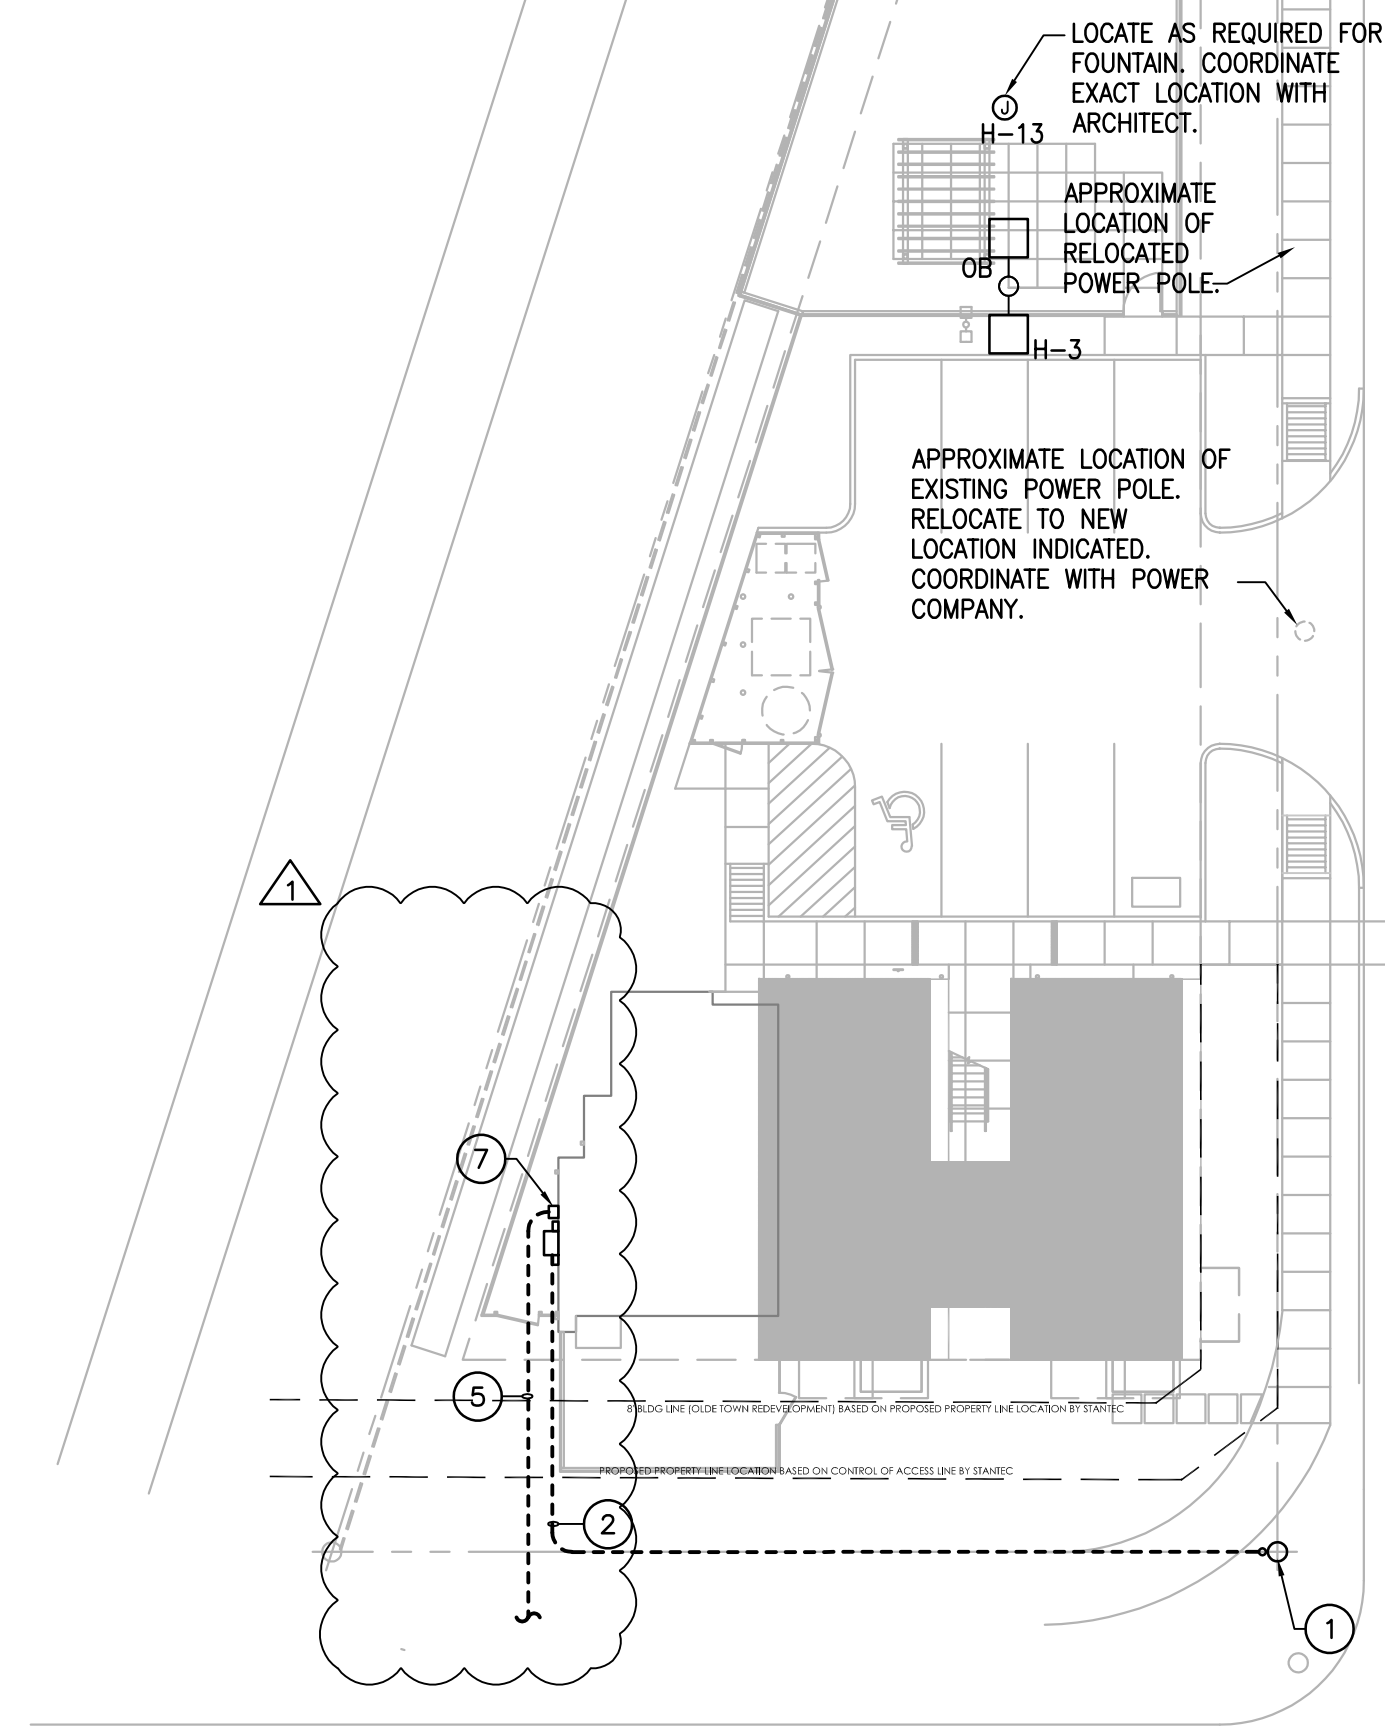 LOCATE AS REQUIRED FOR
FOUNTAIN. COORDINATE
EXACT LOCATION WITH
ARCHITECT.
J
H-13
APPROXIMATE
LOCATION OF
RELOCATED
POWER POLE.
OB
H-3
APPROXIMATE LOCATION OF
EXISTING POWER POLE.
RELOCATE TO NEW
LOCATION INDICATED.
COORDINATE WITH POWER
COMPANY.
1
7
5
8' BLDG LINE (OLDE TOWN REDEVELOPMENT) BASED ON PROPOSED PROPERTY LINE LOCATION BY STANTEC
PROPOSED PROPERTY LINE LOCATION BASED ON CONTROL OF ACCESS LINE BY STANTEC
2
1